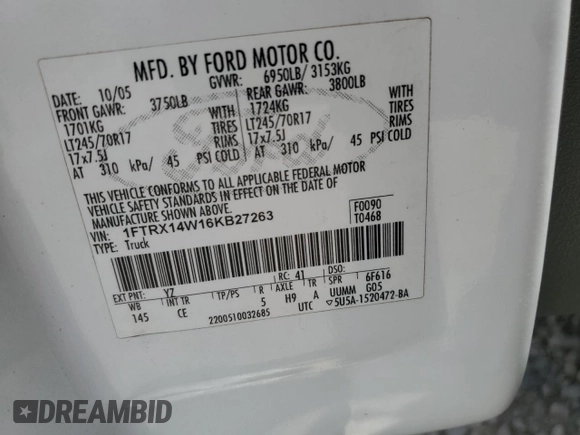 MFD. BY FORD MOTOR CO.
DATE: 10/05 GVWR: 6950LB/ 3153KG
FRONT GAWR: 3750LB REAR GAWR: 3800LB
1701KG WITH 1724KG WITH
LT245/70R17 TIRES LT245/70R17 TIRES
17x7.5J RIMS 17x7.5J RIMS
AT 310 kPa/ 45 PSI COLD AT 310 kPa/ 45 PSI COLD
THIS VEHICLE CONFORMS TO ALL APPLICABLE FEDERAL MOTOR
VEHICLE SAFETY STANDARDS IN EFFECT ON THE DATE OF
MANUFACTURE SHOWN ABOVE.
VIN: 1FTRX14W16KB27263 F0090
TYPE: Truck T0468
EXT PNT: YZ RC: 41 DSO:
WB INT TR TP/PS R AXLE TR SPR 6F616
145 CE 5 H9 A UUMM G05
2200510032685 UTC ▽5U5A-1520472-BA
DREAMBID